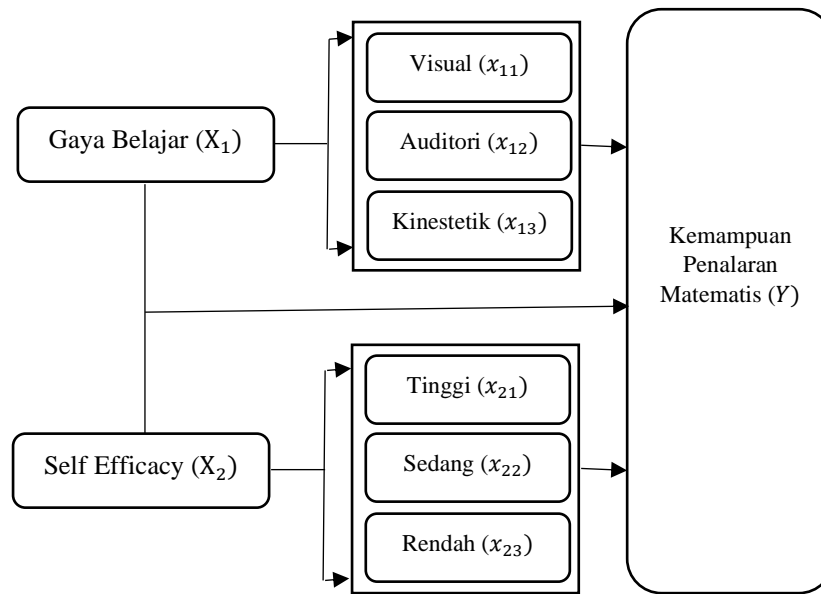 Gaya Belajar (X₁)
Visual (𝑥₁₁)
Auditori (𝑥₁₂)
Kinestetik (𝑥₁₃)
Self Efficacy (X₂)
Tinggi (𝑥₂₁)
Sedang (𝑥₂₂)
Rendah (𝑥₂₃)
Kemampuan
Penalaran
Matematis (𝑌)